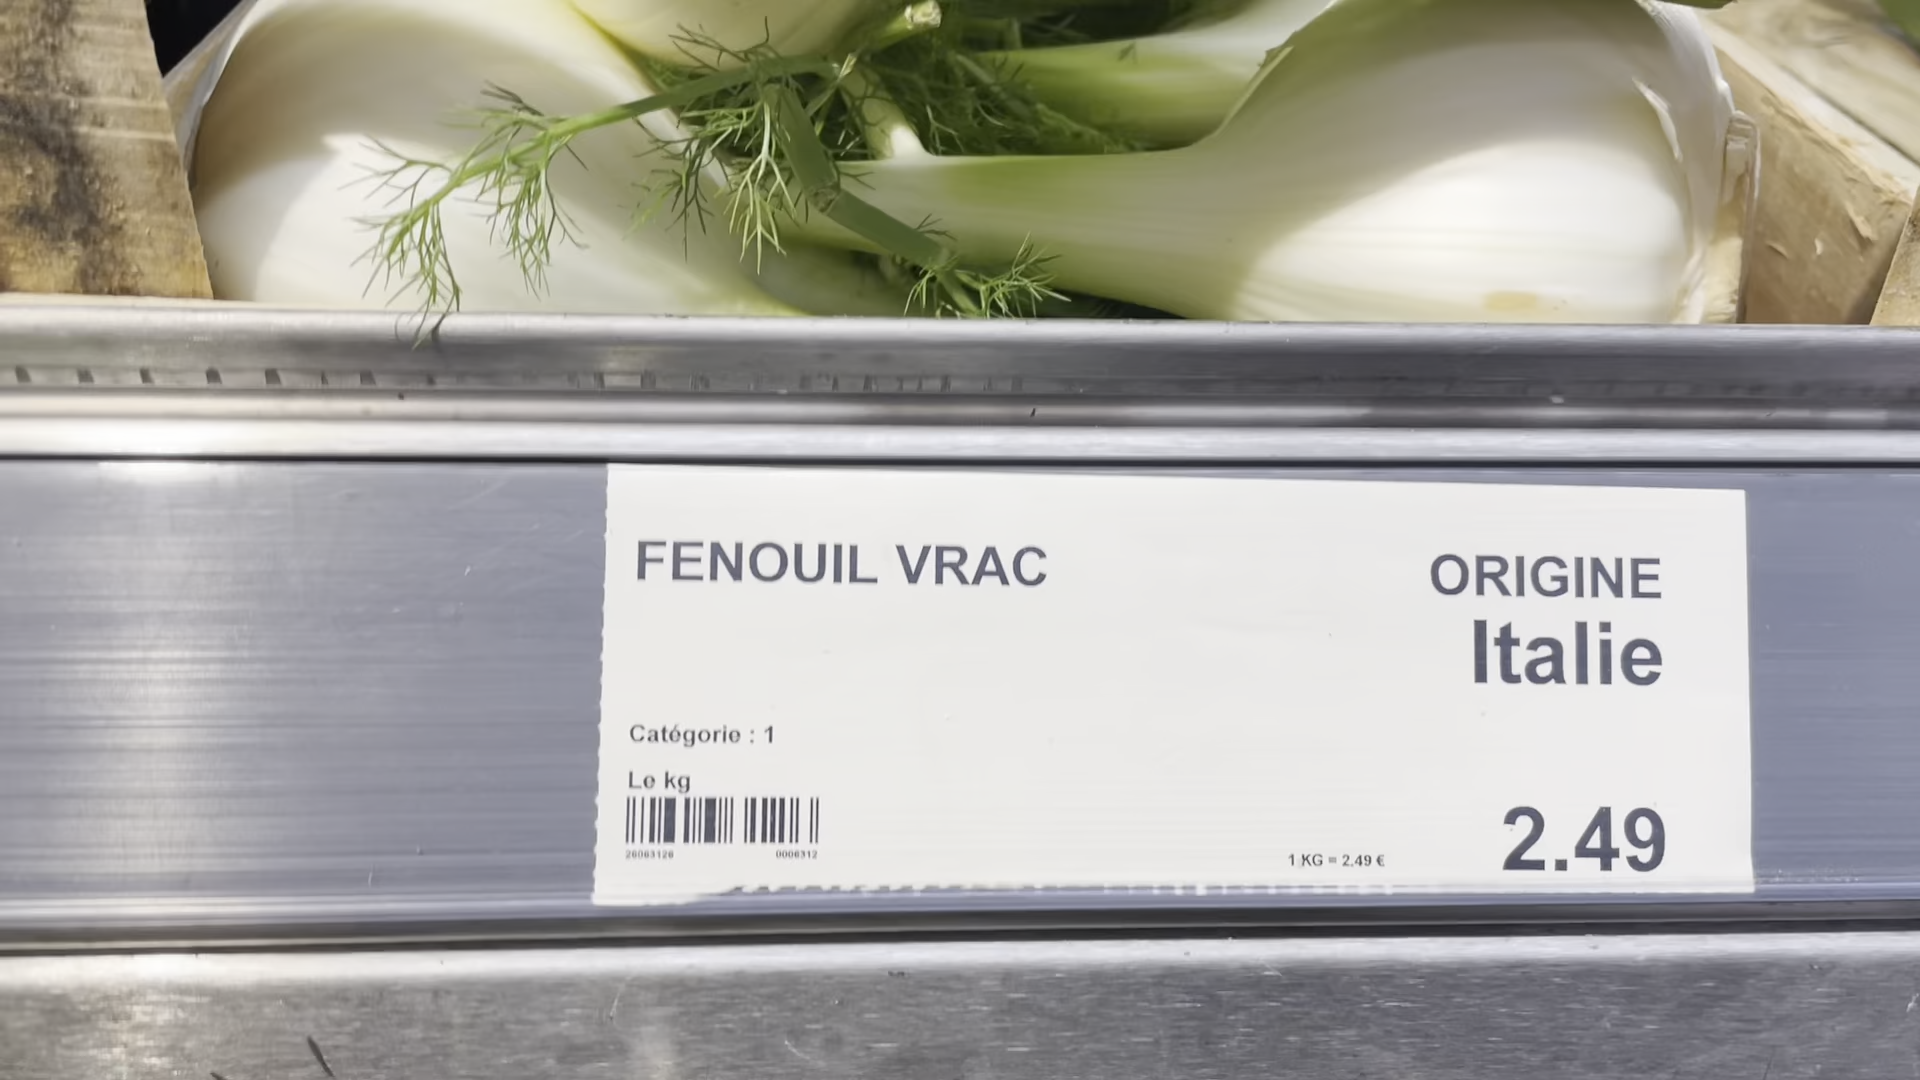 FENOUIL VRAC
ORIGINE
Italie
Catégorie : 1
Le kg
26063126 0006312
1 KG = 2.49 €
2.49